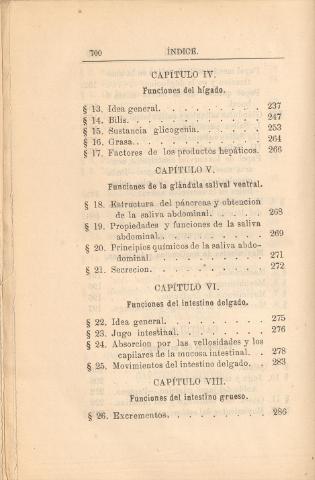 700 ÍNDICE.
CAPÍTULO IV.
Funciones del hígado.
§ 13. Idea general. . . . . . . . . . 237
§ 14. Bilis. . . . . . . . . . . . . 247
§ 15. Sustancia glicogenia. . . . . . . 253
§ 16. Grasa. . . . . . . . . . . . . 264
§ 17. Factores de los productos hepáticos. 266
CAPÍTULO V.
Funciones de la glándula salival ventral.
§ 18. Estructura del páncreas y obtencion
de la saliva abdominal. . . . . . 268
§ 19. Propiedades y funciones de la saliva
abdominal. . . . . . . . . . . 269
§ 20. Principios químicos de la saliva abdo-
dominal. . . . . . . . . . . . 271
§ 21. Secrecion. . . . . . . . . . . 272
CAPÍTULO VI.
Funciones del intestino delgado.
§ 22. Idea general. . . . . . . . . . 275
§ 23. Jugo intestinal. . . . . . . . . 276
§ 24. Absorcion por las vellosidades y los
capilares de la mucosa intestinal. . 278
§ 25. Movimientos del intestino delgado. . 283
CAPÍTULO VIII.
Funciones del intestino grueso.
§ 26. Excrementos. . . . . . . . . . 286